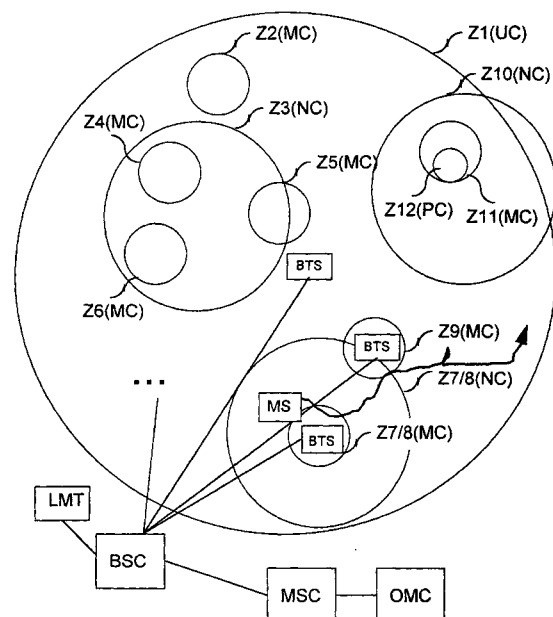 Z2(MC)
Z1(UC)
Z10(NC)
Z3(NC)
Z4(MC)
Z5(MC)
Z12(PC)
Z11(MC)
BTS
Z6(MC)
Z9(MC)
BTS
Z7/8(NC)
...
MS
BTS
Z7/8(MC)
LMT
BSC
MSC
OMC